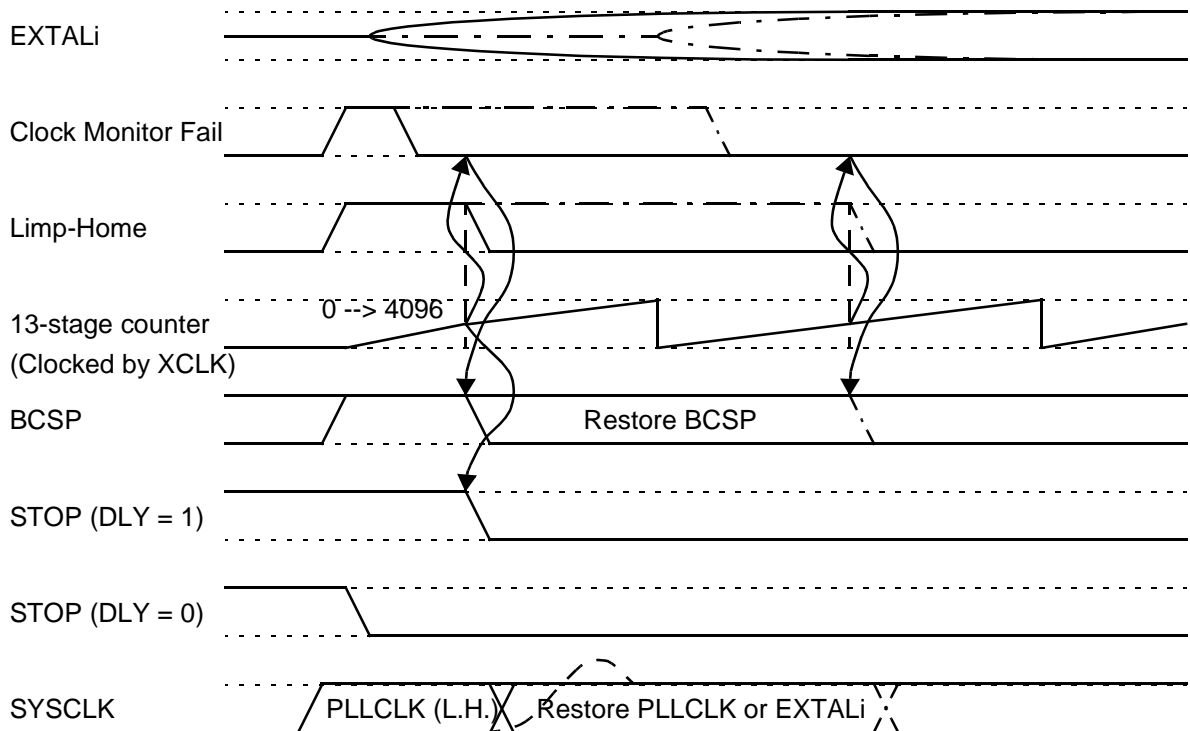 EXTALi
Clock Monitor Fail
Limp-Home
0 --> 4096
13-stage counter
(Clocked by XCLK)
BCSP
Restore BCSP
STOP (DLY = 1)
STOP (DLY = 0)
SYSCLK
PLLCLK (L.H.)
Restore PLLCLK or EXTALi